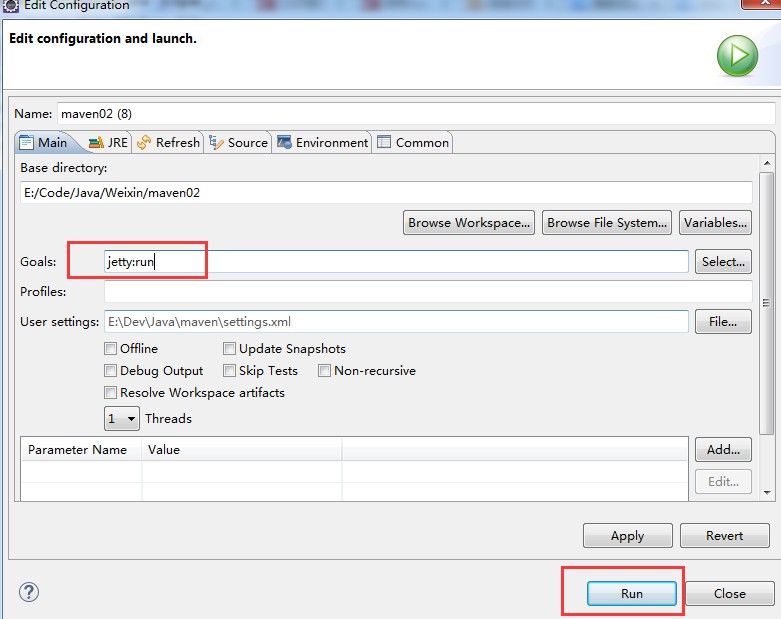 Edit Configuration
Edit configuration and launch.
Name: maven02 (8)
Main JRE Refresh Source Environment Common
Base directory:
E:/Code/Java/Weixin/maven02
Browse Workspace... Browse File System... Variables...
Goals: jetty:run Select...
Profiles:
User settings: E:\Dev\Java\maven\settings.xml File...
Offline Update Snapshots
Debug Output Skip Tests Non-recursive
Resolve Workspace artifacts
1 Threads
Parameter Name Value Add...
Edit...
Apply Revert
? Run Close